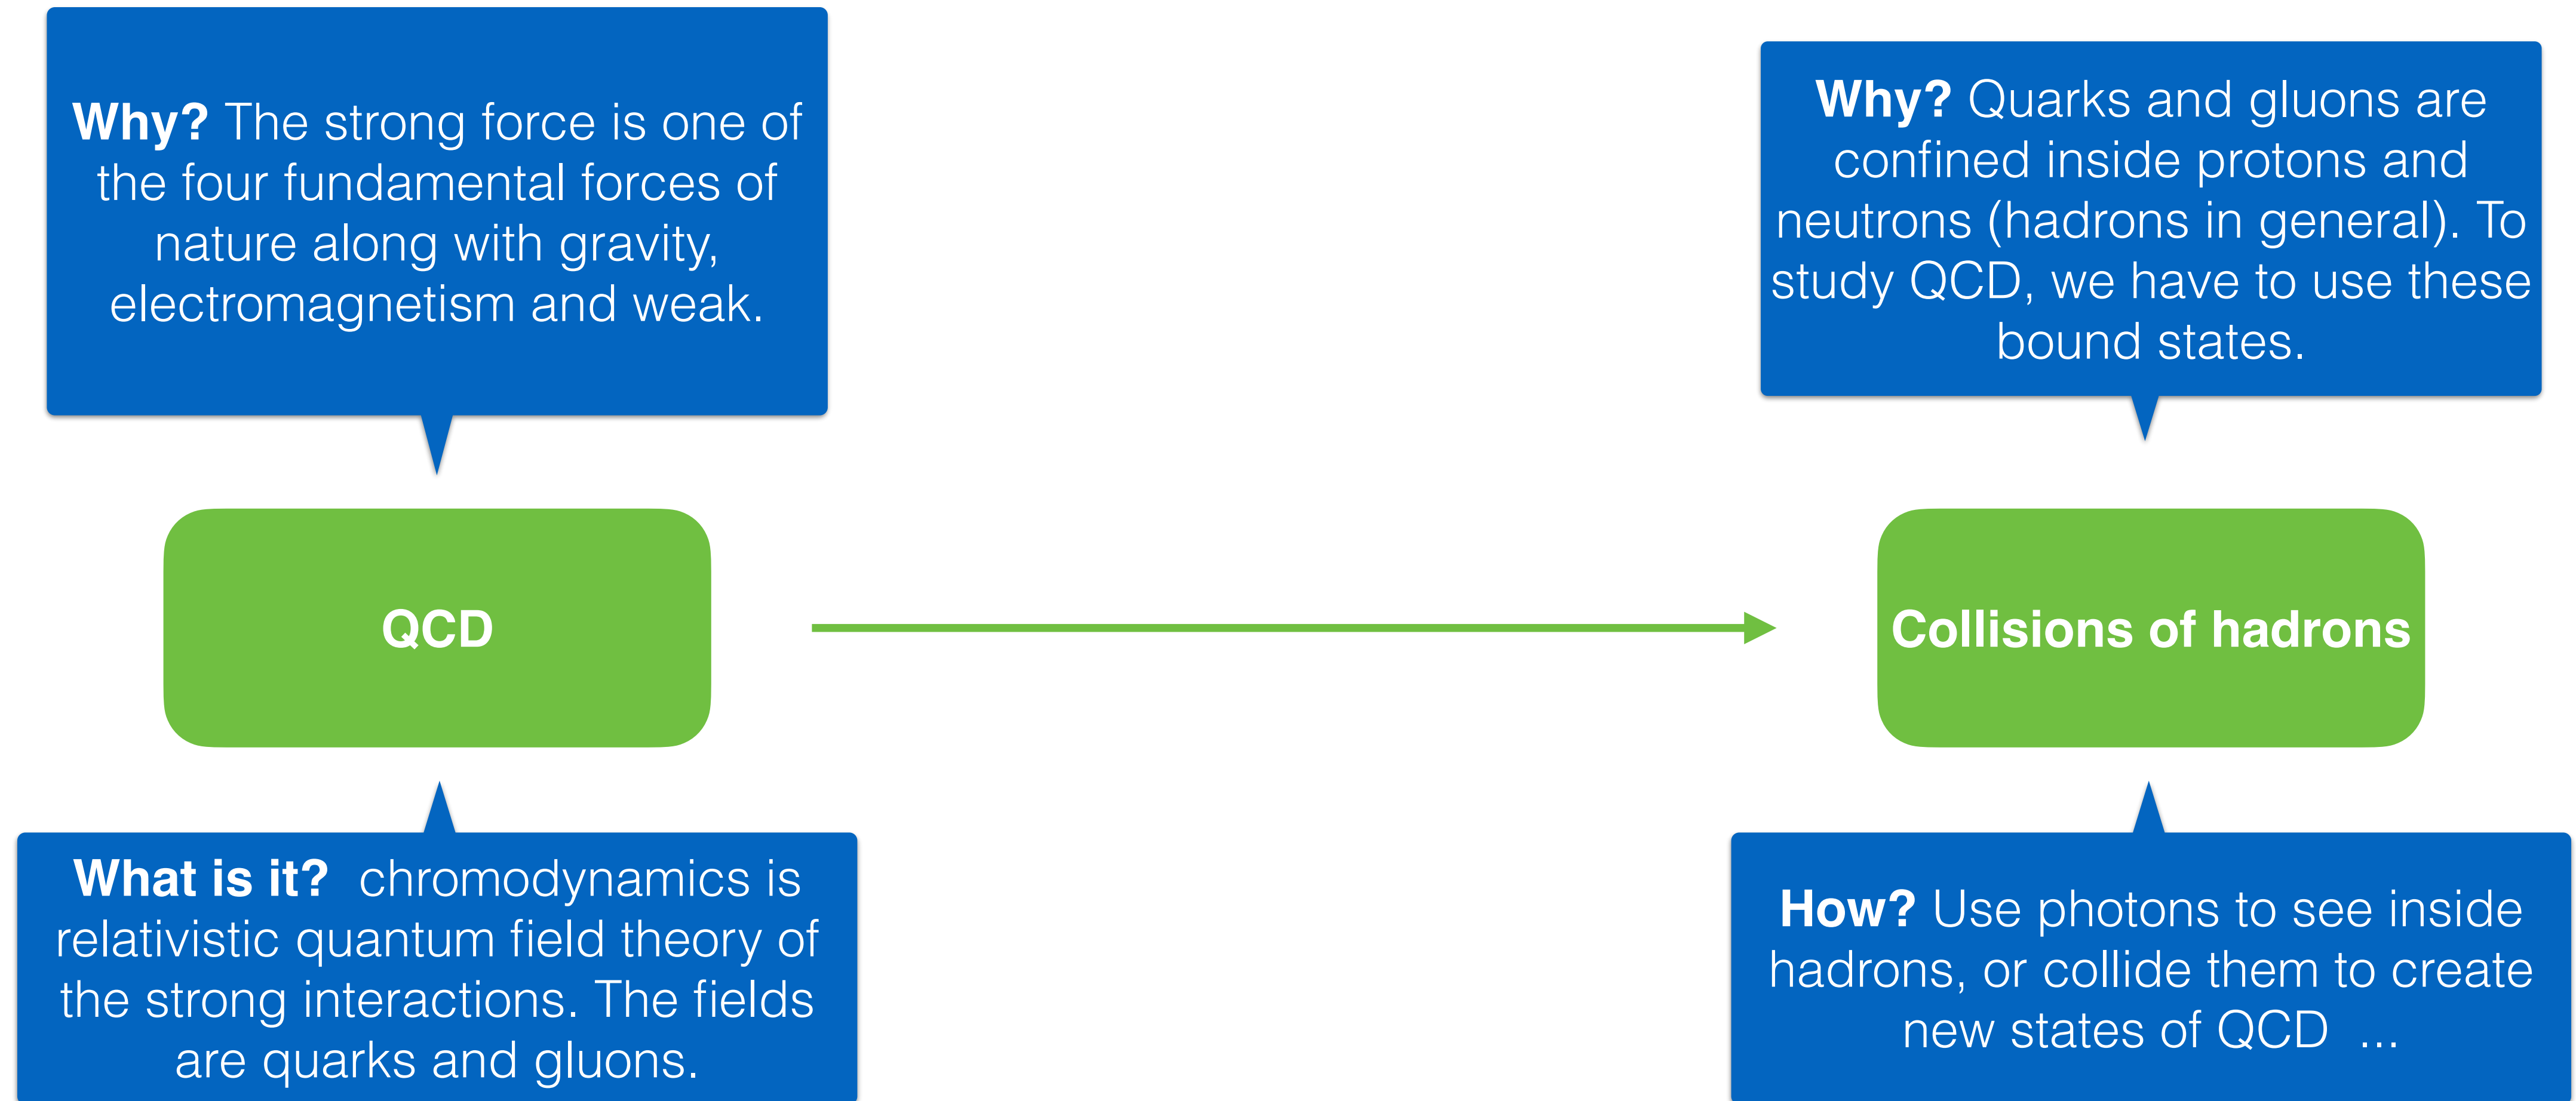 Why? The strong force is one of
the four fundamental forces of
nature along with gravity,
electromagnetism and weak.
Why? Quarks and gluons are
confined inside protons and
neutrons (hadrons in general). To
study QCD, we have to use these
bound states.
QCD
Collisions of hadrons
What is it? chromodynamics is
relativistic quantum field theory of
the strong interactions. The fields
are quarks and gluons.
How? Use photons to see inside
hadrons, or collide them to create
new states of QCD ...